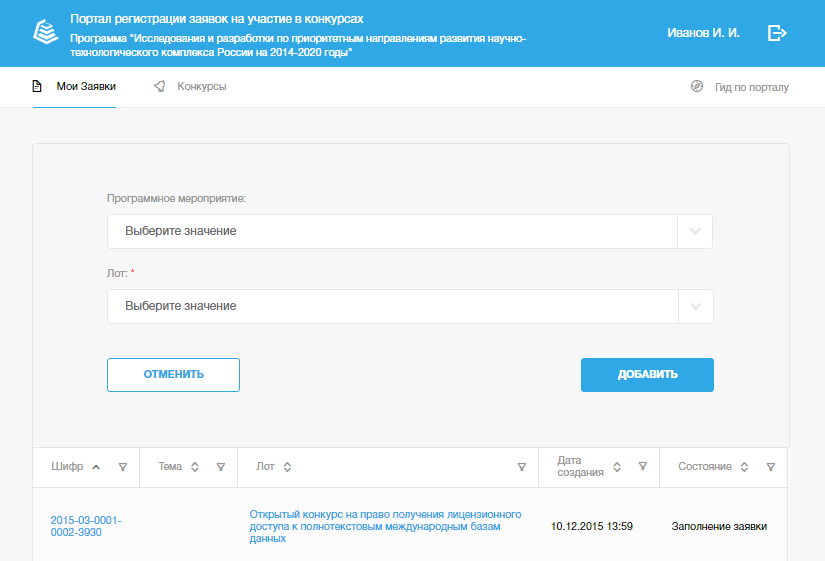 Портал регистрации заявок на участие в конкурсах
Программа "Исследования и разработки по приоритетным направлениям развития научно-
технологического комплекса России на 2014-2020 годы"
Иванов И. И.
Мои Заявки
Конкурсы
Гид по порталу
Программное мероприятие:
Выберите значение
Лот: *
Выберите значение
ОТМЕНИТЬ
ДОБАВИТЬ
Шифр
Тема
Лот
Дата
создания
Состояние
2015-03-0001-
0002-3930
Открытый конкурс на право получения лицензионного
доступа к полнотекстовым международным базам
данных
10.12.2015 13:59
Заполнение заявки